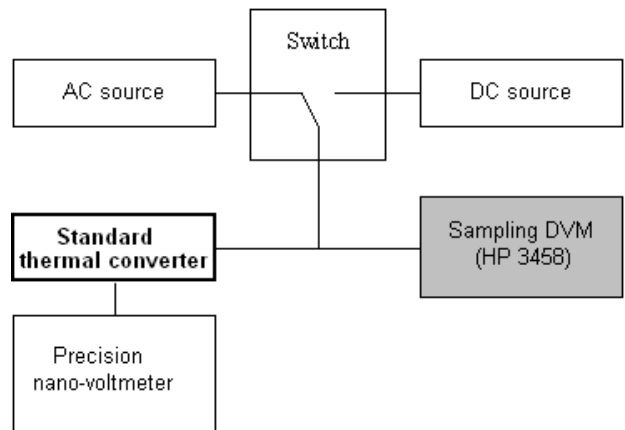 Switch
AC source
DC source
Standard
thermal converter
Sampling DVM
(HP 3458)
Precision
nano-voltmeter